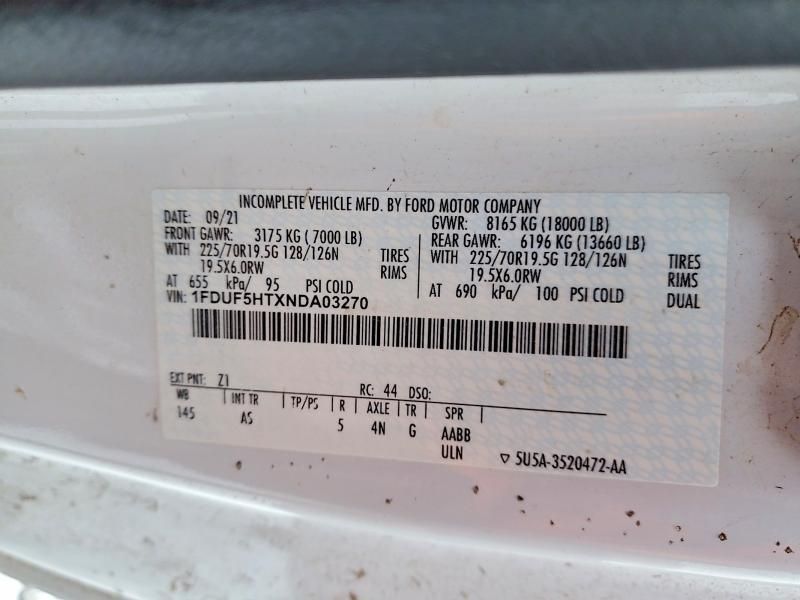 INCOMPLETE VEHICLE MFD. BY FORD MOTOR COMPANY
DATE: 09/21 GVWR: 8165 KG (18000 LB)
FRONT GAWR: 3175 KG (7000 LB) REAR GAWR: 6196 KG (13660 LB)
WITH 225/70R19.5G 128/126N TIRES WITH 225/70R19.5G 128/126N TIRES
19.5X6.0RW RIMS 19.5X6.0RW RIMS
AT 655 kPa/ 95 PSI COLD AT 690 kPa/ 100 PSI COLD DUAL
VIN: 1FDUF5HTXNDA03270
EXT PNT: Z1 RC: 44 DSO:
WB INT TR TP/PS R AXLE TR SPR
145 AS 5 4N G AABB
ULN ▽ 5U5A-3520472-AA